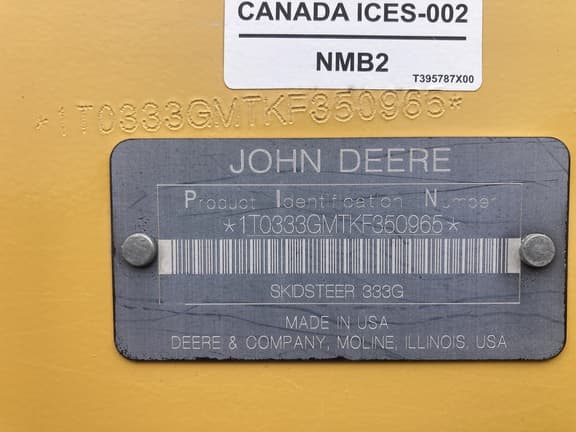 CANADA ICES-002
NMB2
T395787X00
*1T0333GMTKF350965*
JOHN DEERE
Product Identification Number
*1T0333GMTKF350965*
SKIDSTEER 333G
MADE IN USA
DEERE & COMPANY, MOLINE, ILLINOIS, USA